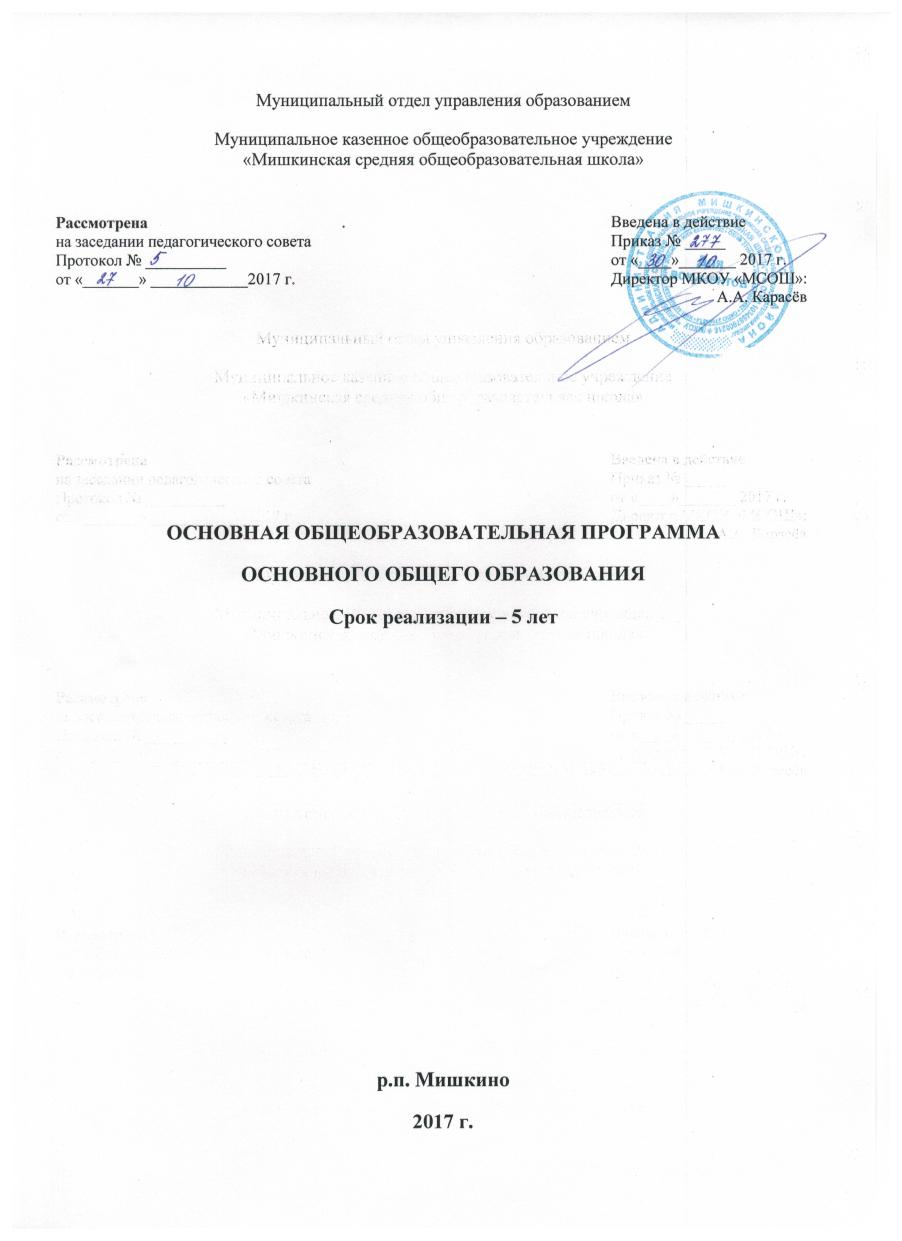 Муниципальный отдел управления образованием
Муниципальное казенное общеобразовательное учреждение
«Мишкинская средняя общеобразовательная школа»
Рассмотрена
на заседании педагогического совета
Протокол № 5
от «27» 10 2017 г.
Введена в действие
Приказ № 277
от «30» 10 2017 г.
Директор МКОУ «МСОШ»:
А.А. Карасёв
ОСНОВНАЯ ОБЩЕОБРАЗОВАТЕЛЬНАЯ ПРОГРАММА
ОСНОВНОГО ОБЩЕГО ОБРАЗОВАНИЯ
Срок реализации – 5 лет
р.п. Мишкино
2017 г.